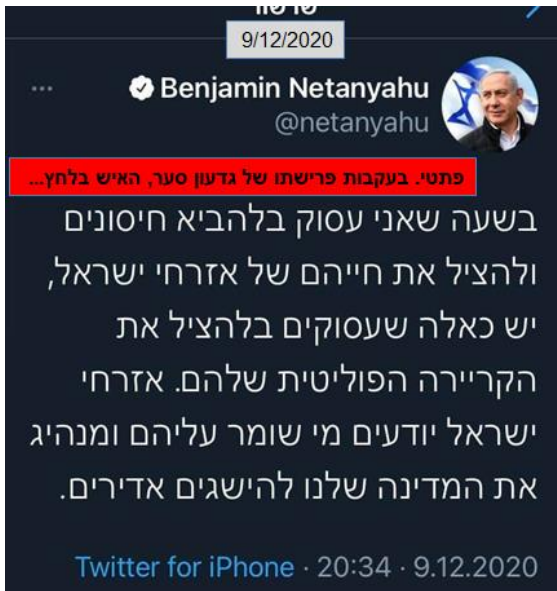 שרשור
9/12/2020
Benjamin Netanyahu
@netanyahu
פתטי. בעקבות פרישתו של גדעון סער, האיש בלחץ...
בשעה שאני עסוק בלהביא חיסונים
ולהציל את חייהם של אזרחי ישראל,
יש כאלה שעסוקים בלהציל את
הקריירה הפוליטית שלהם. אזרחי
ישראל יודעים מי שומר עליהם ומנהיג
את המדינה שלנו להישגים אדירים.
Twitter for iPhone · 20:34 · 9.12.2020